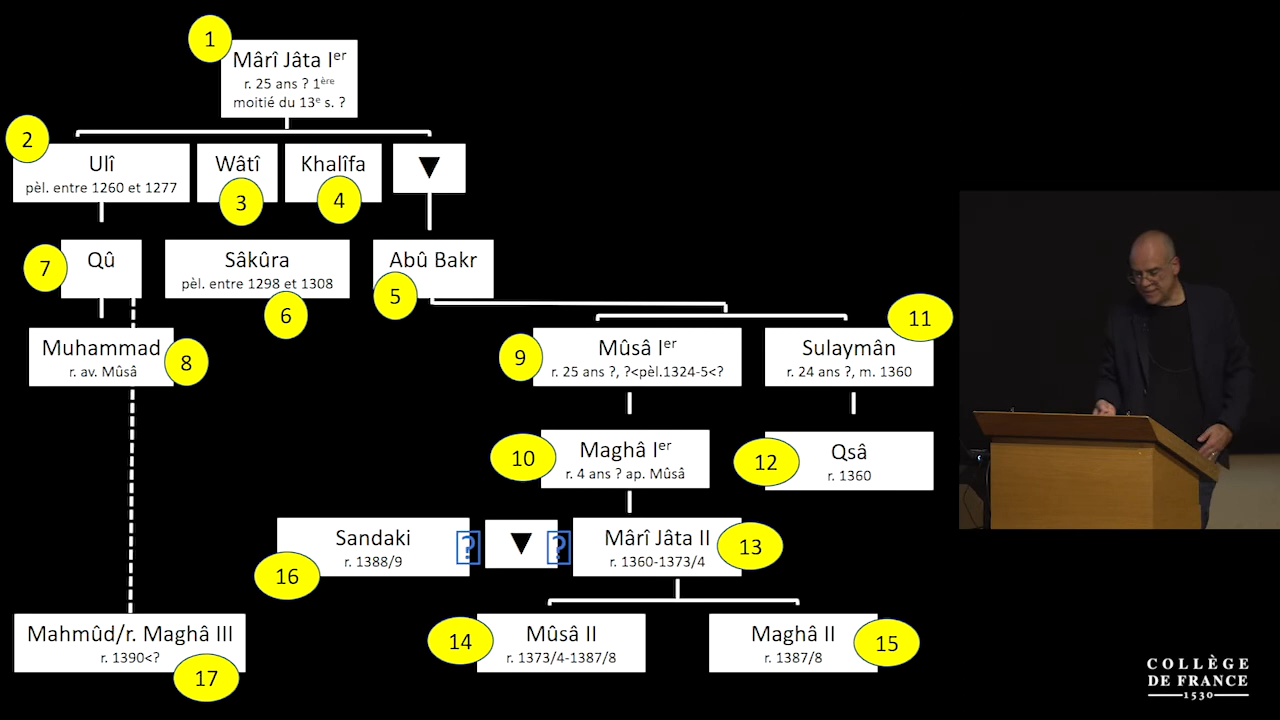 1
Mârî Jâta Iᵉʳ
r. 25 ans ? 1ᵉʳᵉ
moitié du 13ᵉ s. ?
2
Ulî
pèl. entre 1260 et 1277
Wâtî
3
Khalîfa
4
▼
7
Qû
Sâkûra
pèl. entre 1298 et 1308
6
Abû Bakr
5
Muhammad
r. av. Mûsâ
8
9
Mûsâ Iᵉʳ
r. 25 ans ?, ?<pèl.1324-5<?
11
Sulaymân
r. 24 ans ?, m. 1360
10
Maghâ Iᵉʳ
r. 4 ans ? ap. Mûsâ
12
Qsâ
r. 1360
Sandaki
r. 1388/9
16
?
▼
?
Mârî Jâta II
r. 1360-1373/4
13
Mahmûd/r. Maghâ III
r. 1390<?
17
14
Mûsâ II
r. 1373/4-1387/8
Maghâ II
r. 1387/8
15
COLLÈGE
DE FRANCE
1530